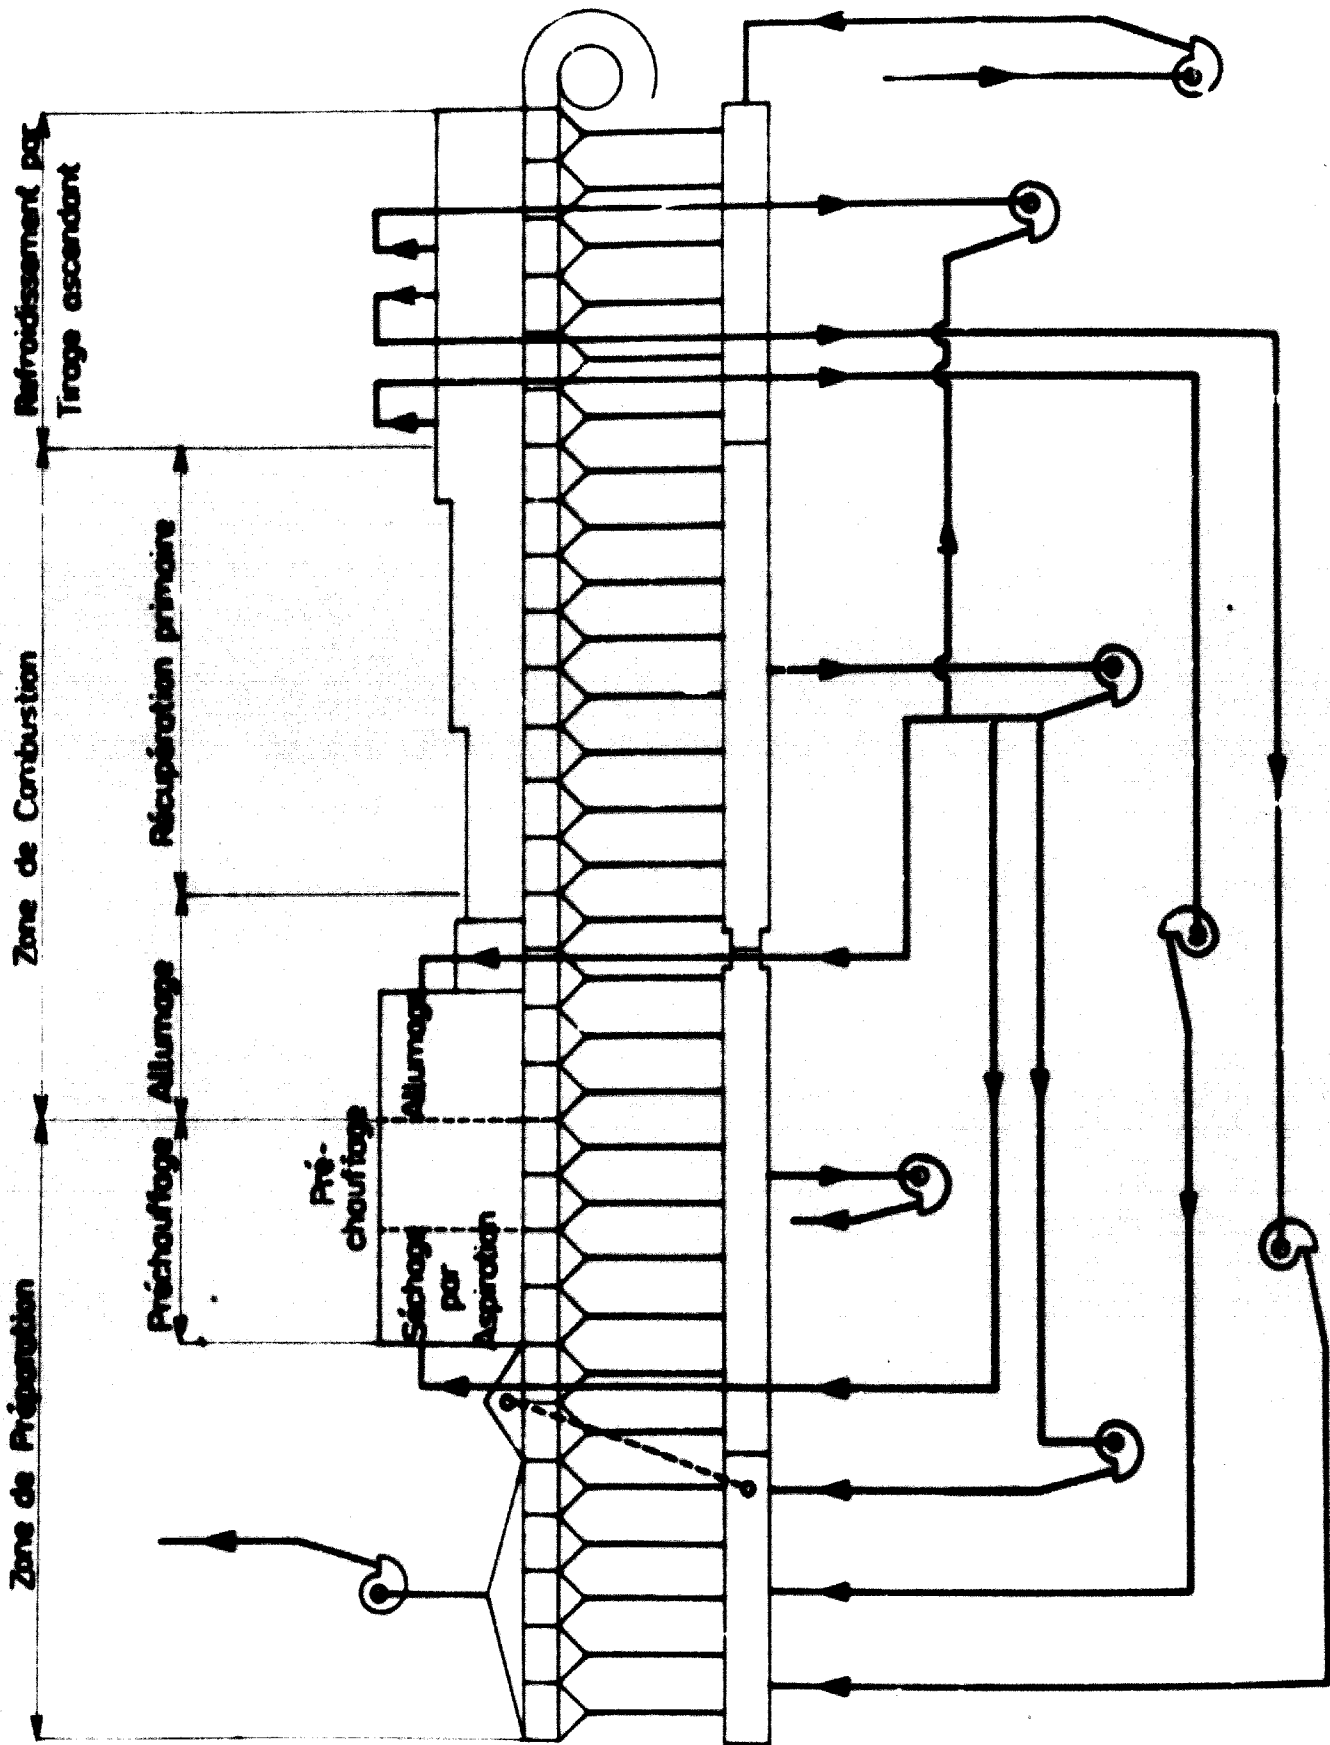 Zone de Préparation
Zone de Combustion
Refroidissement par
Tirage ascendant
Préchauffage
Allumage
Récupération primaire
Pré-
chauffage
Séchage
par
Aspiration
Allumage